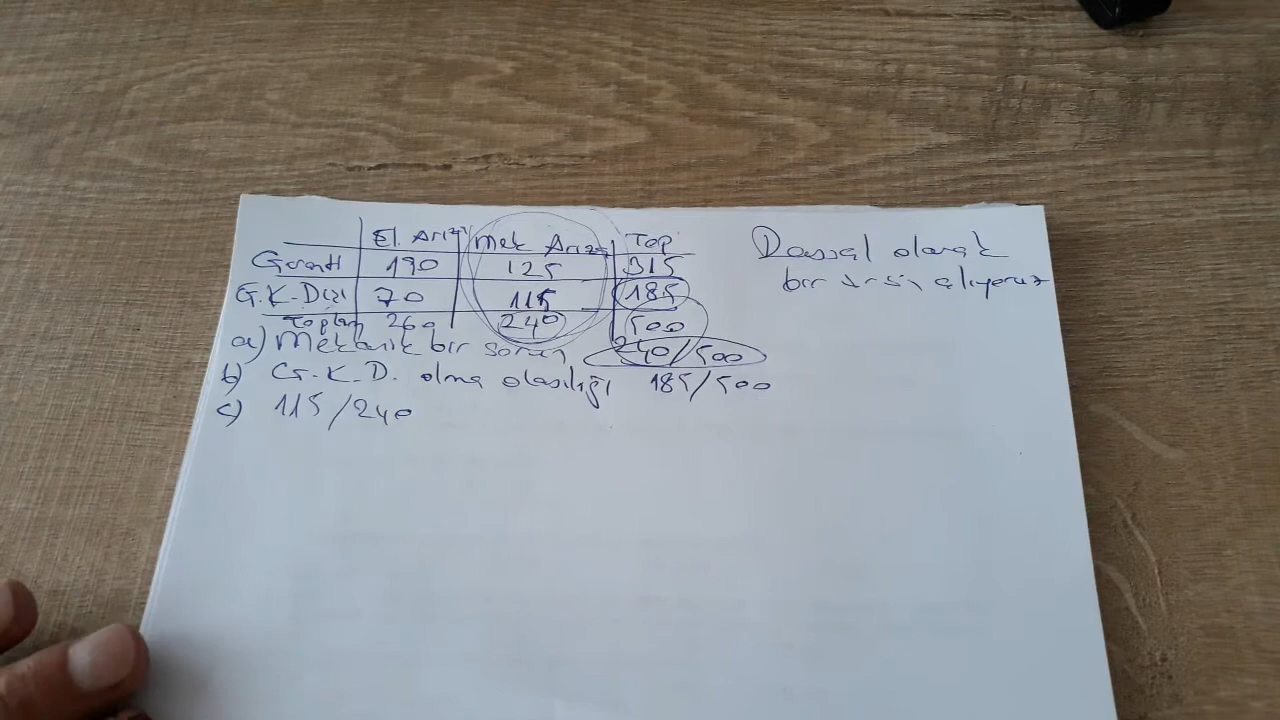 El. Arıza Mek Arıza Top
Garanti 190 125 315
G.K.Dışı 70 115 185
Toplam 260 240 500
a) Mekanik bir sorun 240/500
b) G.K.D. olma olasılığı 185/500
c) 115/240
Rassal olarak
bir ürün alıyoruz